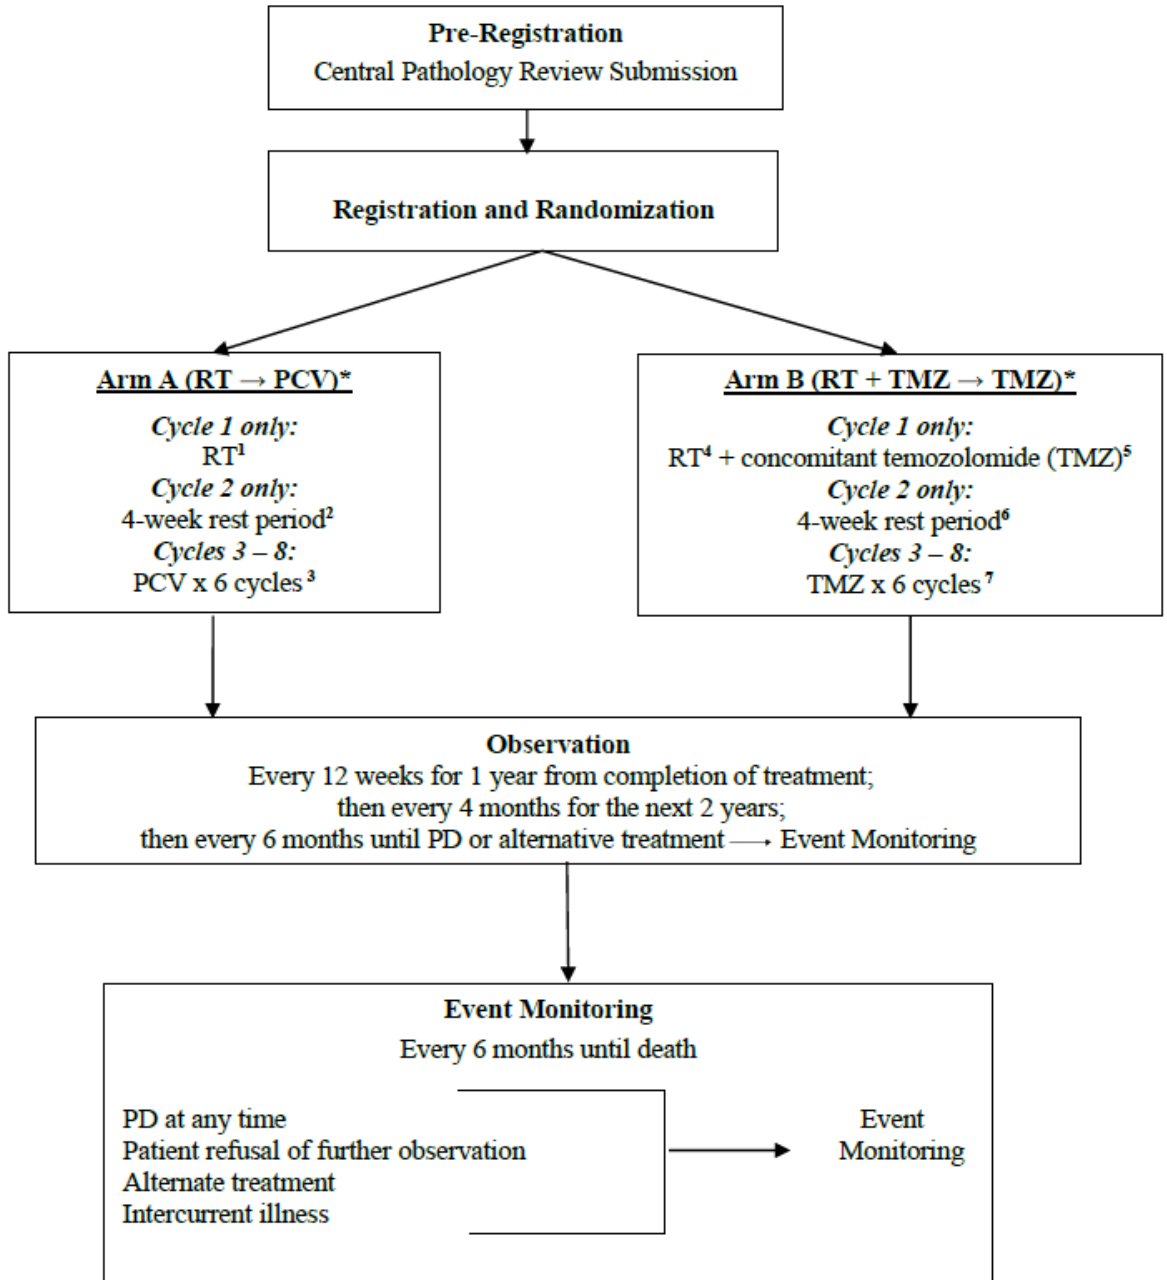 Pre-Registration
Central Pathology Review Submission
Registration and Randomization
Arm A (RT → PCV)*
Cycle 1 only:
RT¹
Cycle 2 only:
4-week rest period²
Cycles 3 – 8:
PCV x 6 cycles ³
Arm B (RT + TMZ → TMZ)*
Cycle 1 only:
RT⁴ + concomitant temozolomide (TMZ)⁵
Cycle 2 only:
4-week rest period⁶
Cycles 3 – 8:
TMZ x 6 cycles ⁷
Observation
Every 12 weeks for 1 year from completion of treatment;
then every 4 months for the next 2 years;
then every 6 months until PD or alternative treatment → Event Monitoring
Event Monitoring
Every 6 months until death
PD at any time
Patient refusal of further observation
Alternate treatment
Intercurrent illness
Event
Monitoring